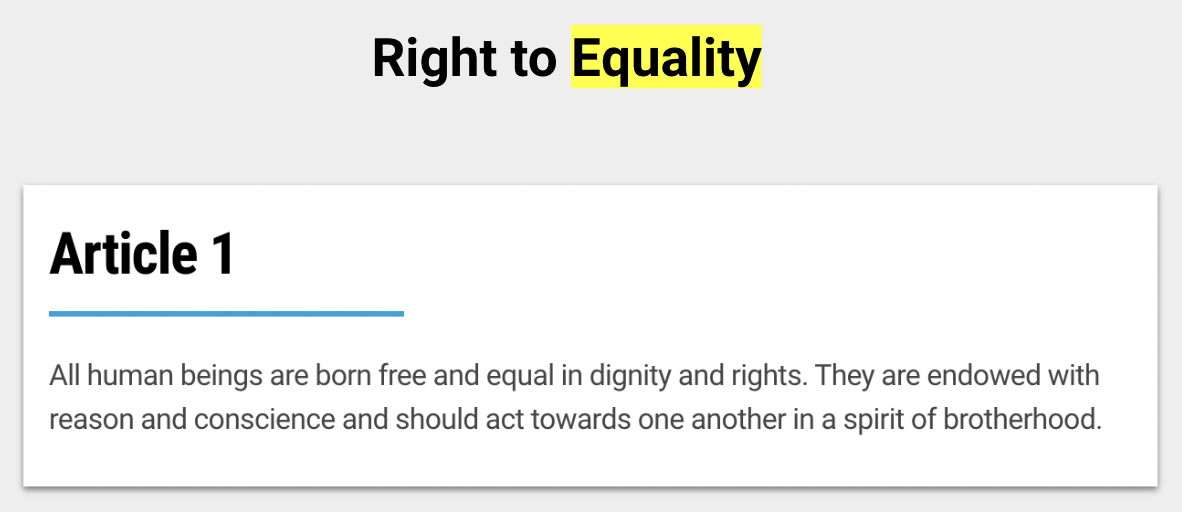 Right to Equality
Article 1
All human beings are born free and equal in dignity and rights. They are endowed with
reason and conscience and should act towards one another in a spirit of brotherhood.